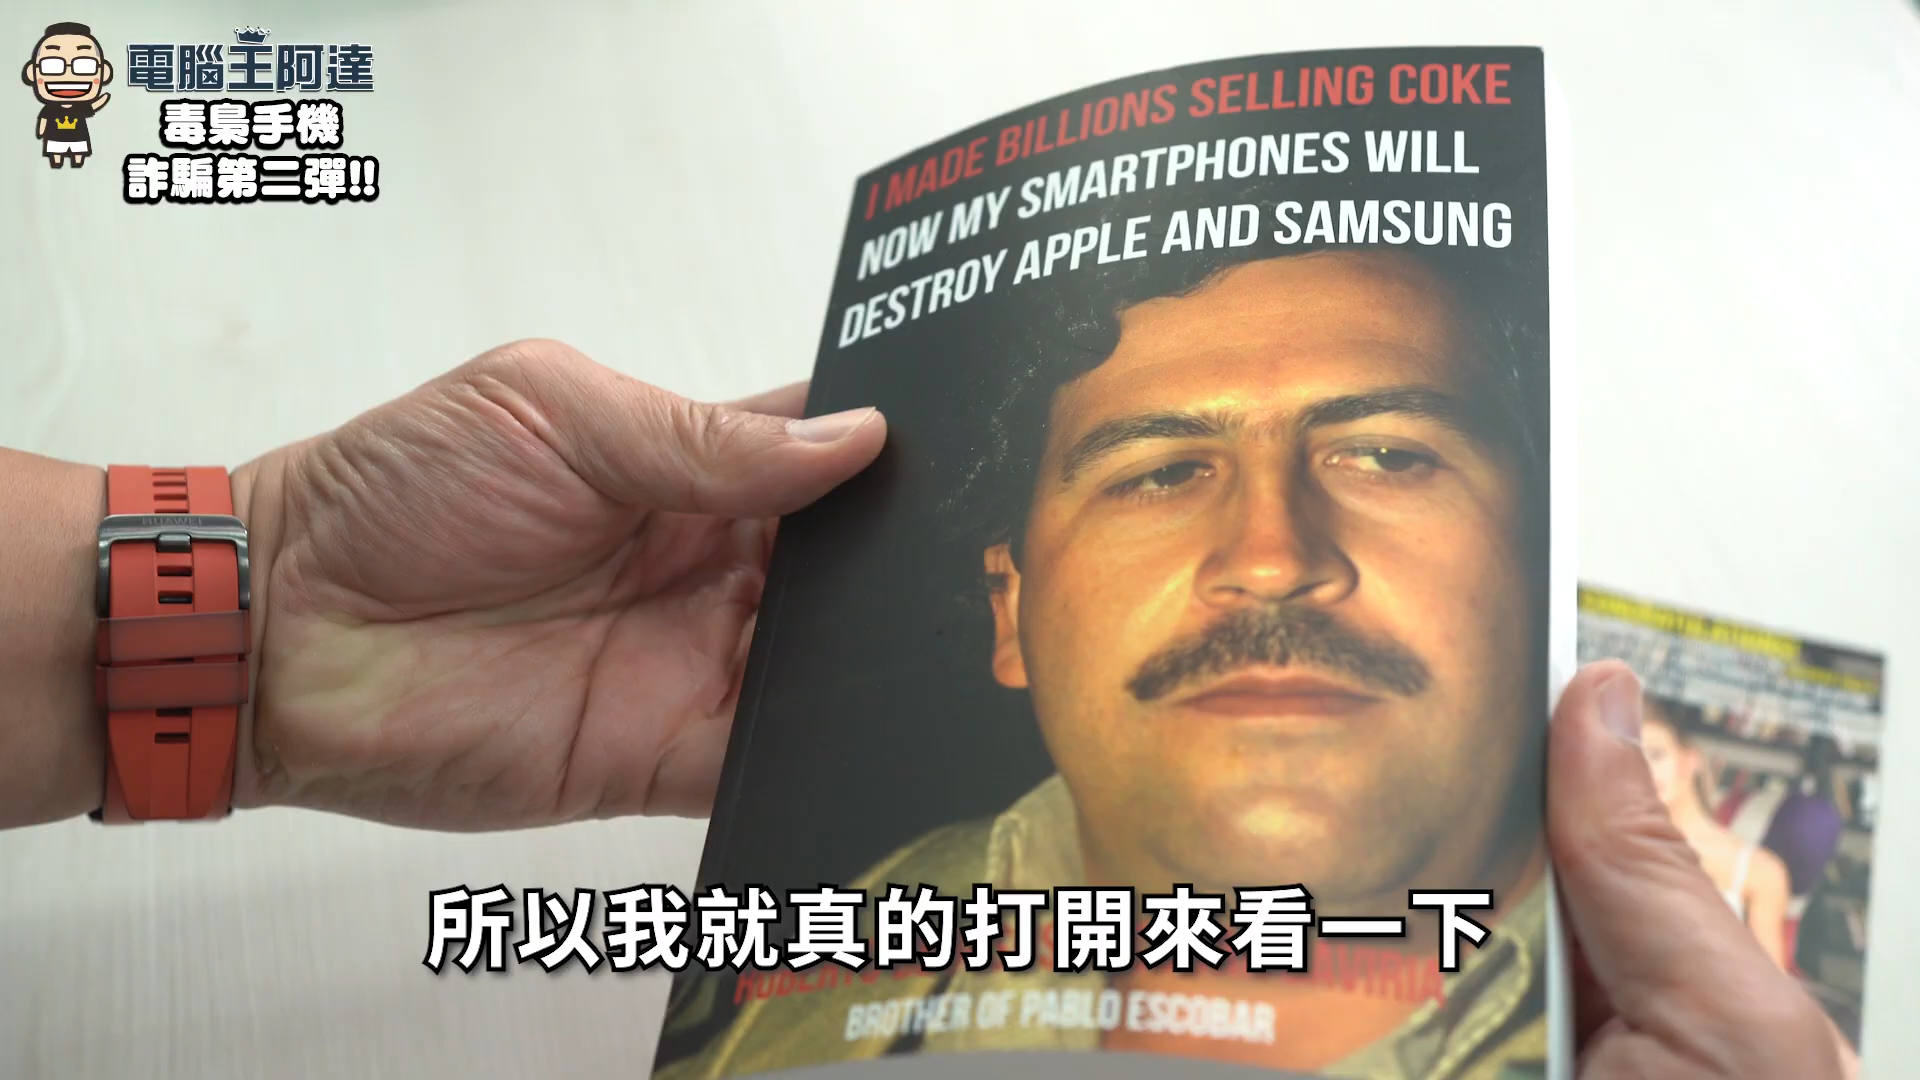 電腦王阿達
毒梟手機
詐騙第二彈!!
I MADE BILLIONS SELLING COKE
NOW MY SMARTPHONES WILL
DESTROY APPLE AND SAMSUNG
HUAWEI
所以我就真的打開來看一下
BROTHER OF PABLO ESCOBAR